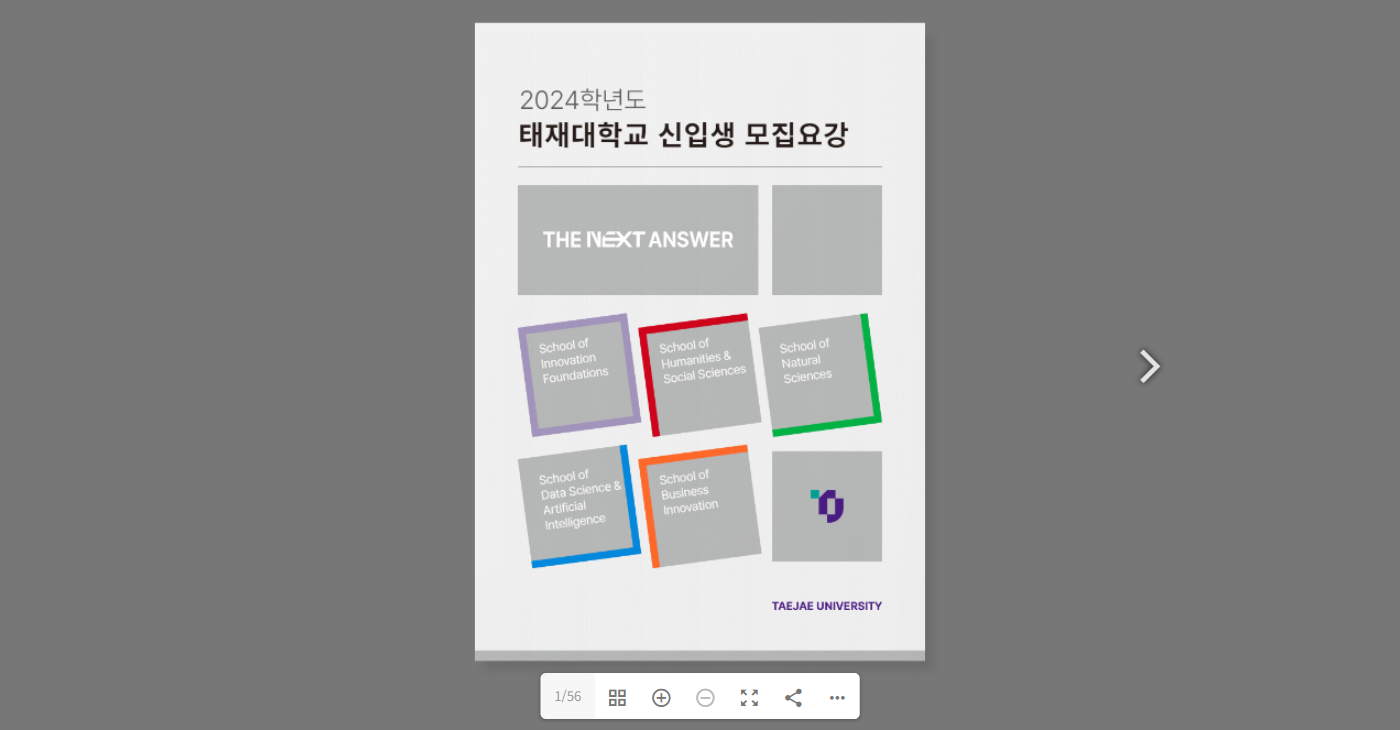 2024학년도
태재대학교 신입생 모집요강
THE NEXT ANSWER
School of
Innovation
Foundations
School of
Humanities &
Social Sciences
School of
Natural
Sciences
School of
Data Science &
Artificial
Intelligence
School of
Business
Innovation
TAEJAE UNIVERSITY
1/56